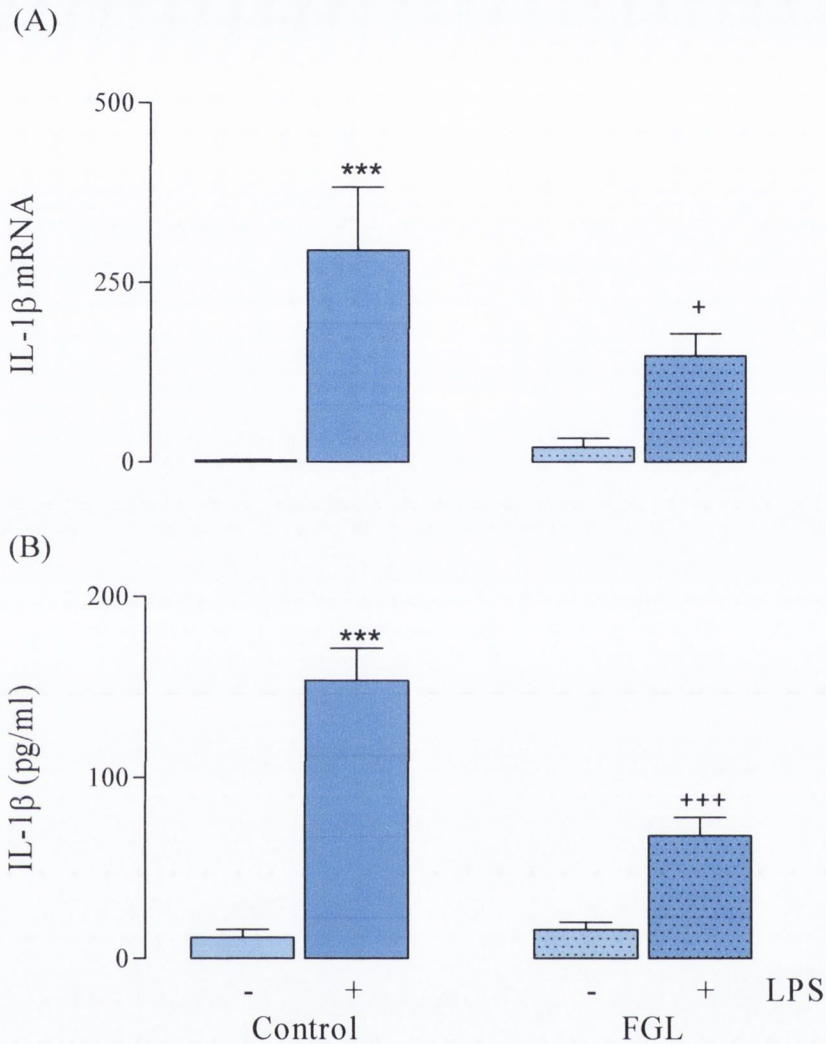 (A)
500
***
IL-1β mRNA
250
+
0
(B)
200
***
IL-1β (pg/ml)
100
+++
0
- + - + LPS
Control FGL